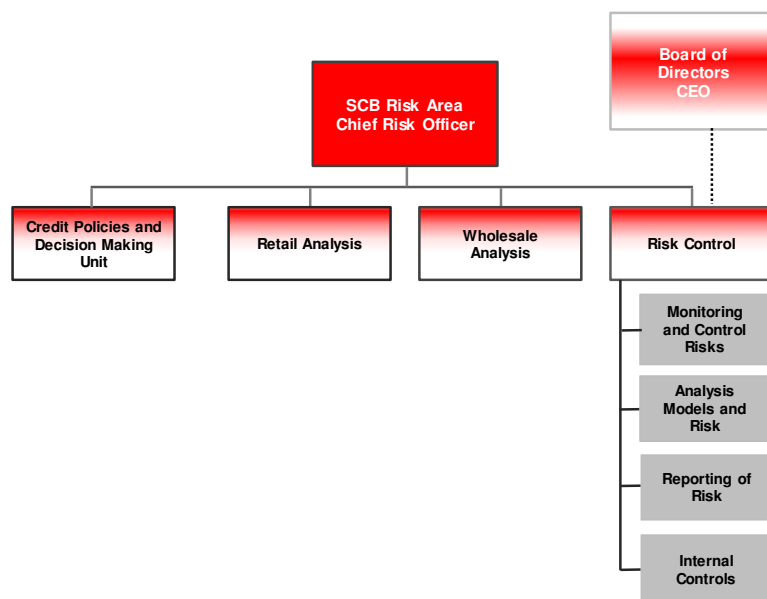 Board of
Directors
CEO
SCB Risk Area
Chief Risk Officer
Credit Policies and
Decision Making
Unit
Retail Analysis
Wholesale
Analysis
Risk Control
Monitoring
and Control
Risks
Analysis
Models and
Risk
Reporting of
Risk
Internal
Controls